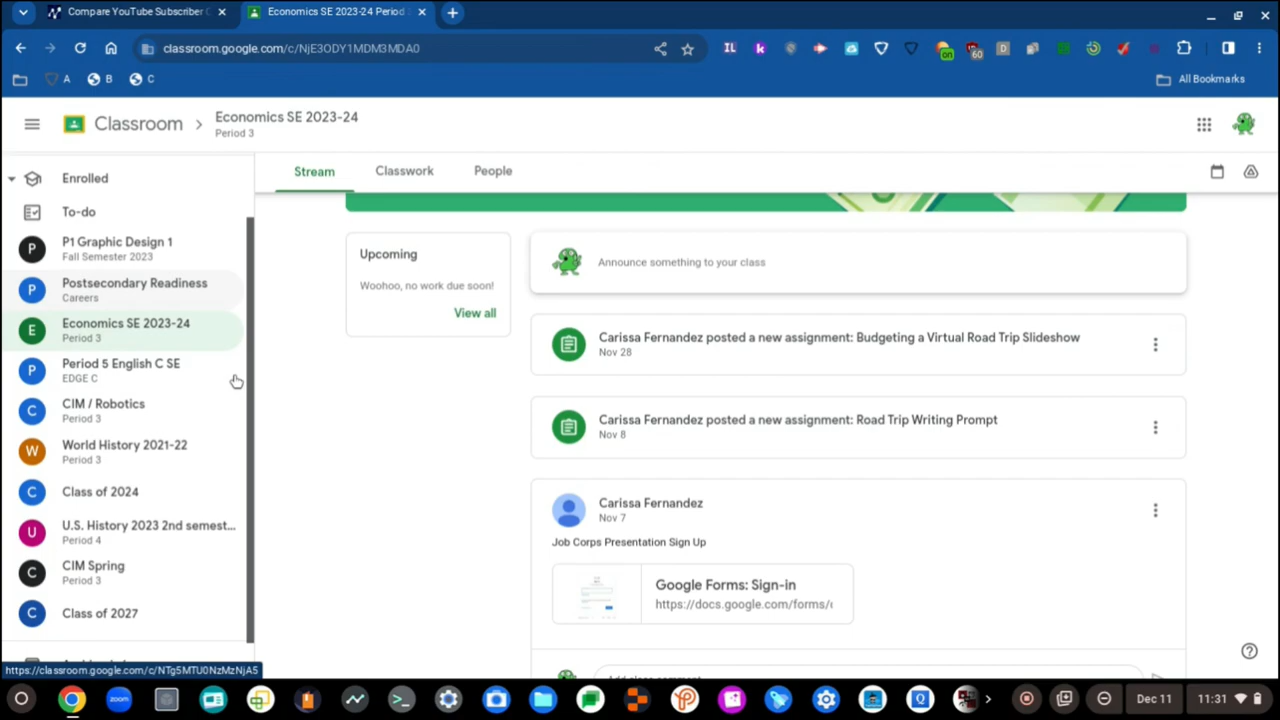 Compare YouTube Subscriber C
Economics SE 2023-24 Period
classroom.google.com/c/NjE3ODY1MDM3MDA0
IL
k
on
60
D
A
B
C
All Bookmarks
Classroom
Economics SE 2023-24
Period 3
Enrolled
Stream
Classwork
People
To-do
P
P1 Graphic Design 1
Fall Semester 2023
P
Postsecondary Readiness
Careers
E
Economics SE 2023-24
Period 3
P
Period 5 English C SE
EDGE C
C
CIM / Robotics
Period 3
W
World History 2021-22
Period 3
C
Class of 2024
U
U.S. History 2023 2nd semest...
Period 4
C
CIM Spring
Period 3
C
Class of 2027
Upcoming
Woohoo, no work due soon!
View all
Announce something to your class
Carissa Fernandez posted a new assignment: Budgeting a Virtual Road Trip Slideshow
Nov 28
Carissa Fernandez posted a new assignment: Road Trip Writing Prompt
Nov 8
Carissa Fernandez
Nov 7
Job Corps Presentation Sign Up
Google Forms: Sign-in
https://docs.google.com/forms/
Add class comment
https://classroom.google.com/c/NTg5MTU0NzMzNjA5
zoom
Q
Dec 11
11:31